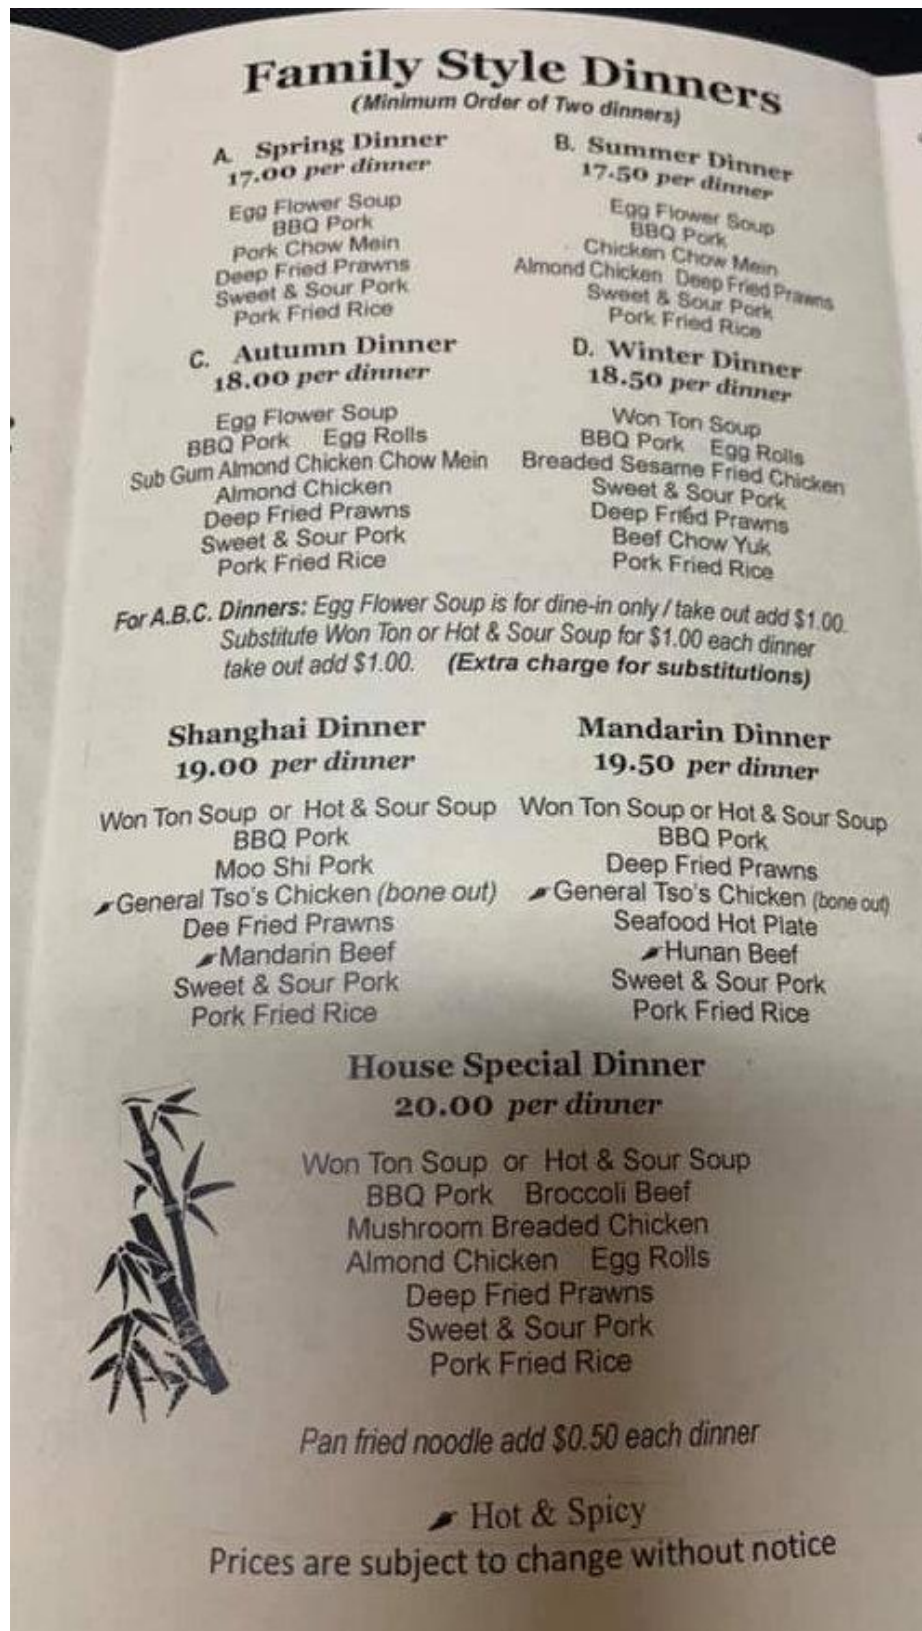 Family Style Dinners
(Minimum Order of Two dinners)
A. Spring Dinner
17.00 per dinner
Egg Flower Soup
BBQ Pork
Pork Chow Mein
Deep Fried Prawns
Sweet & Sour Pork
Pork Fried Rice
B. Summer Dinner
17.50 per dinner
Egg Flower Soup
BBQ Pork
Chicken Chow Mein
Almond Chicken Deep Fried Prawns
Sweet & Sour Pork
Pork Fried Rice
C. Autumn Dinner
18.00 per dinner
Egg Flower Soup
BBQ Pork Egg Rolls
Sub Gum Almond Chicken Chow Mein
Almond Chicken
Deep Fried Prawns
Sweet & Sour Pork
Pork Fried Rice
D. Winter Dinner
18.50 per dinner
Won Ton Soup
BBQ Pork Egg Rolls
Breaded Sesame Fried Chicken
Sweet & Sour Pork
Deep Fried Prawns
Beef Chow Yuk
Pork Fried Rice
For A.B.C. Dinners: Egg Flower Soup is for dine-in only / take out add $1.00.
Substitute Won Ton or Hot & Sour Soup for $1.00 each dinner
take out add $1.00. (Extra charge for substitutions)
Shanghai Dinner
19.00 per dinner
Won Ton Soup or Hot & Sour Soup
BBQ Pork
Moo Shi Pork
General Tso's Chicken (bone out)
Dee Fried Prawns
Mandarin Beef
Sweet & Sour Pork
Pork Fried Rice
Mandarin Dinner
19.50 per dinner
Won Ton Soup or Hot & Sour Soup
BBQ Pork
Deep Fried Prawns
General Tso's Chicken (bone out)
Seafood Hot Plate
Hunan Beef
Sweet & Sour Pork
Pork Fried Rice
House Special Dinner
20.00 per dinner
Won Ton Soup or Hot & Sour Soup
BBQ Pork Broccoli Beef
Mushroom Breaded Chicken
Almond Chicken Egg Rolls
Deep Fried Prawns
Sweet & Sour Pork
Pork Fried Rice
Pan fried noodle add $0.50 each dinner
Hot & Spicy
Prices are subject to change without notice